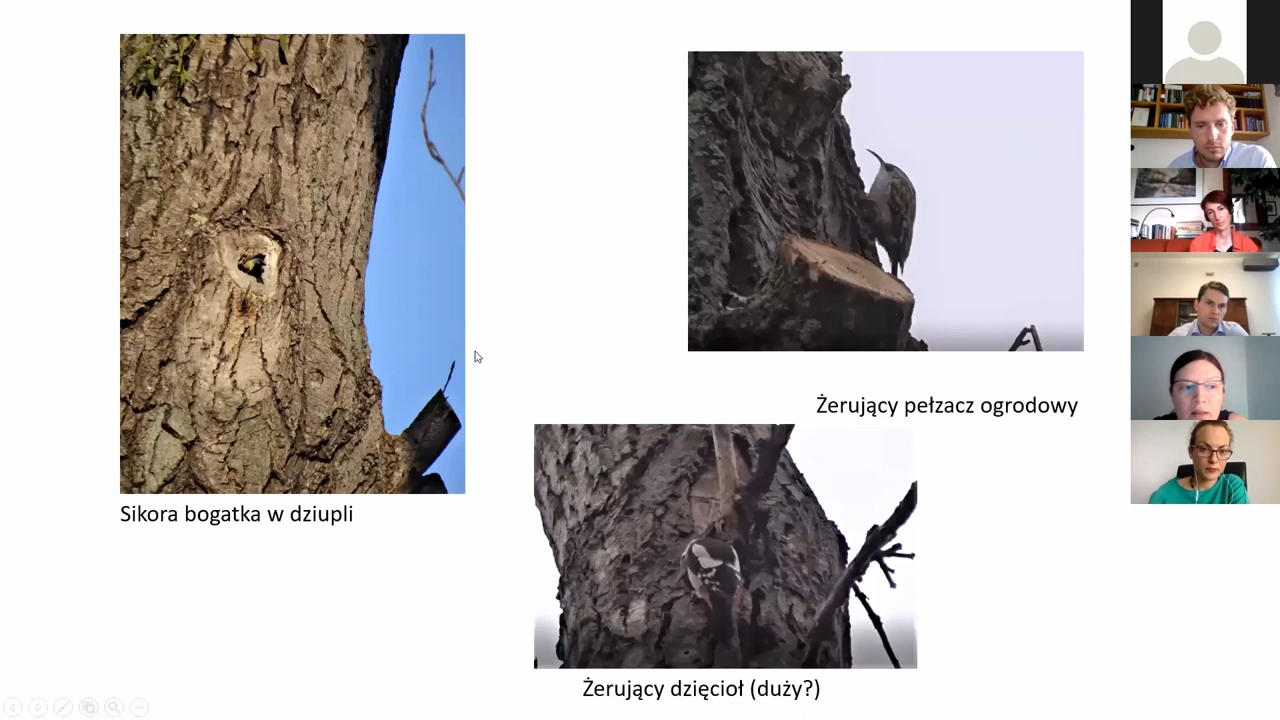 Żerujący pełzacz ogrodowy
Sikora bogatka w dziupli
Żerujący dzięcioł (duży?)